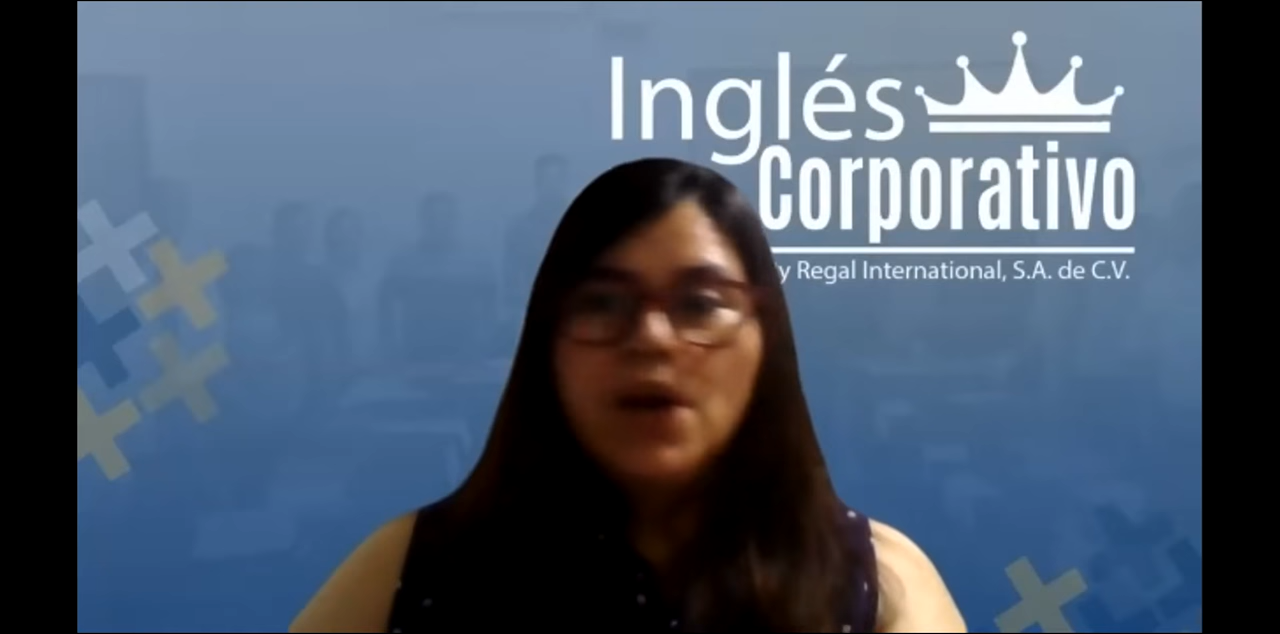 Inglés
Corporativo
y Regal International, S.A. de C.V.